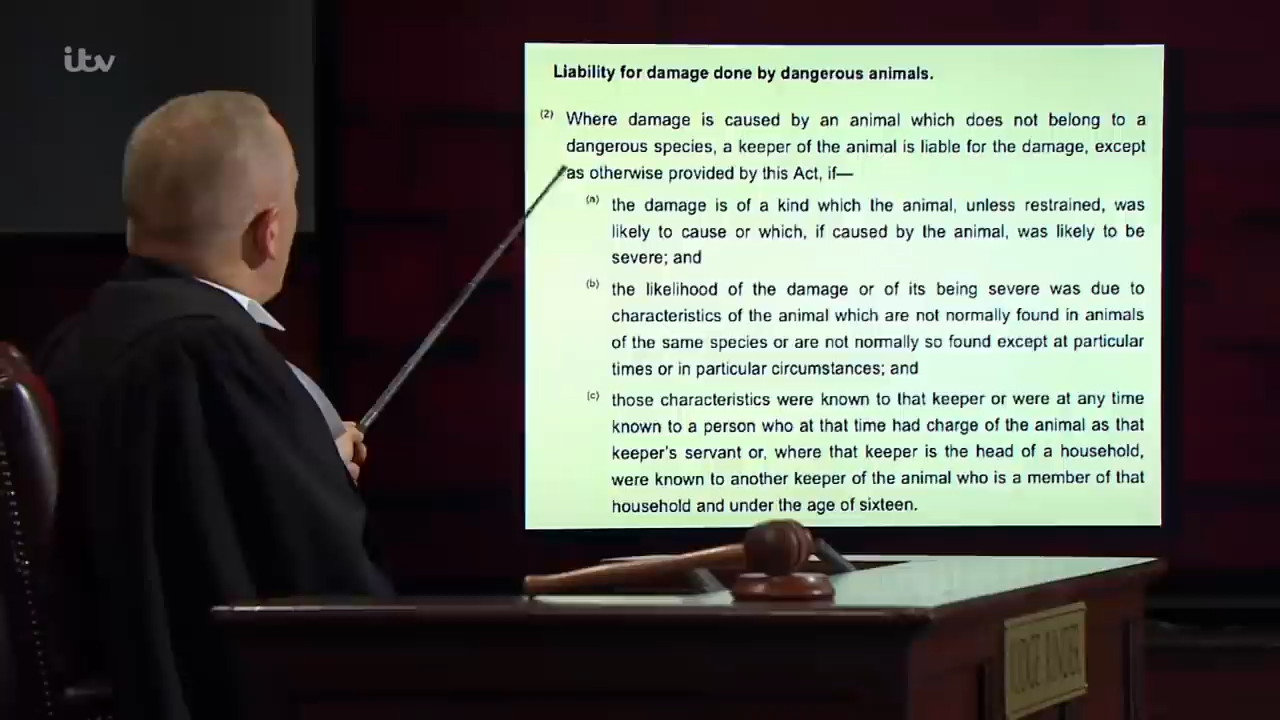 itv
Liability for damage done by dangerous animals.
(2) Where damage is caused by an animal which does not belong to a
dangerous species, a keeper of the animal is liable for the damage, except
as otherwise provided by this Act, if—
(a) the damage is of a kind which the animal, unless restrained, was
likely to cause or which, if caused by the animal, was likely to be
severe; and
(b) the likelihood of the damage or of its being severe was due to
characteristics of the animal which are not normally found in animals
of the same species or are not normally so found except at particular
times or in particular circumstances; and
(c) those characteristics were known to that keeper or were at any time
known to a person who at that time had charge of the animal as that
keeper's servant or, where that keeper is the head of a household,
were known to another keeper of the animal who is a member of that
household and under the age of sixteen.
JUDGE RINDER